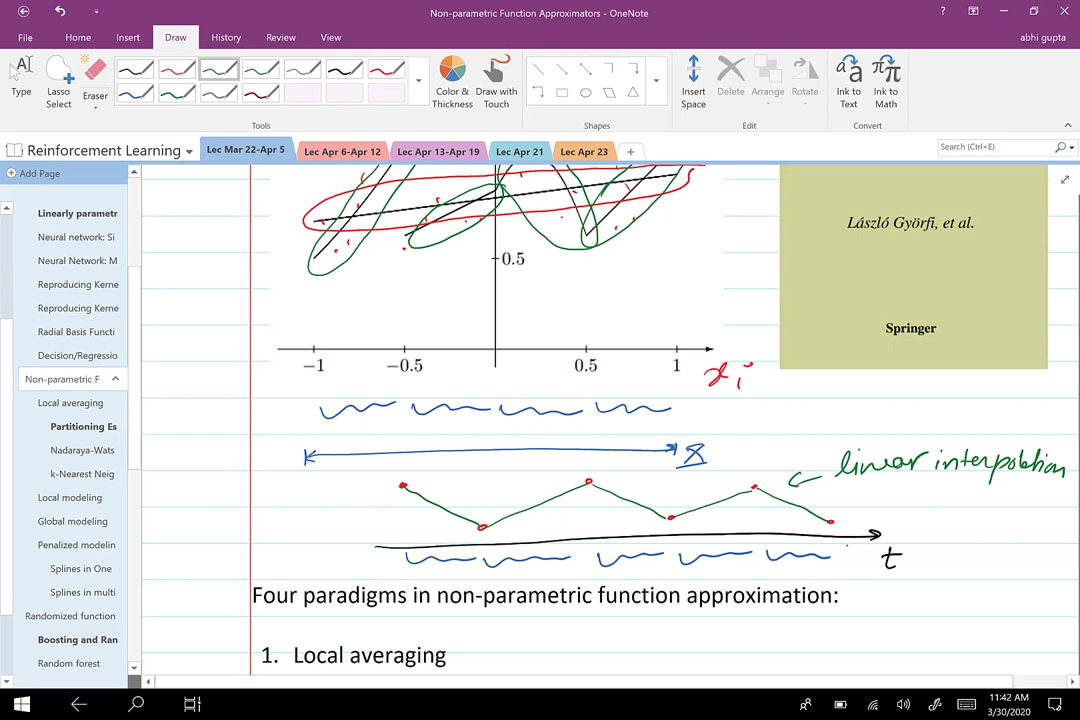 Non-parametric Function Approximators - OneNote
File Home Insert Draw History Review View
abhi gupta
Type
Lasso Select
Eraser
Color & Thickness
Draw with Touch
Insert Space
Delete
Arrange
Rotate
Ink to Text
Ink to Math
Tools
Shapes
Edit
Convert
Reinforcement Learning
Lec Mar 22-Apr 5
Lec Apr 6-Apr 12
Lec Apr 13-Apr 19
Lec Apr 21
Lec Apr 23
Search (Ctrl+E)
Add Page
Linearly parametr
Neural network: Si
Neural Network: M
Reproducing Kerne
Reproducing Kerne
Radial Basis Functi
Decision/Regressio
Non-parametric F
Local averaging
Partitioning Es
Nadaraya-Wats
k-Nearest Neig
Local modeling
Global modeling
Penalized modelin
Splines in One
Splines in multi
Randomized function
Boosting and Ran
Random forest
László Györfi, et al.
Springer
0.5
−1 −0.5 0.5 1
linear interpolation
t
Four paradigms in non-parametric function approximation:
1. Local averaging
11:42 AM
3/30/2020